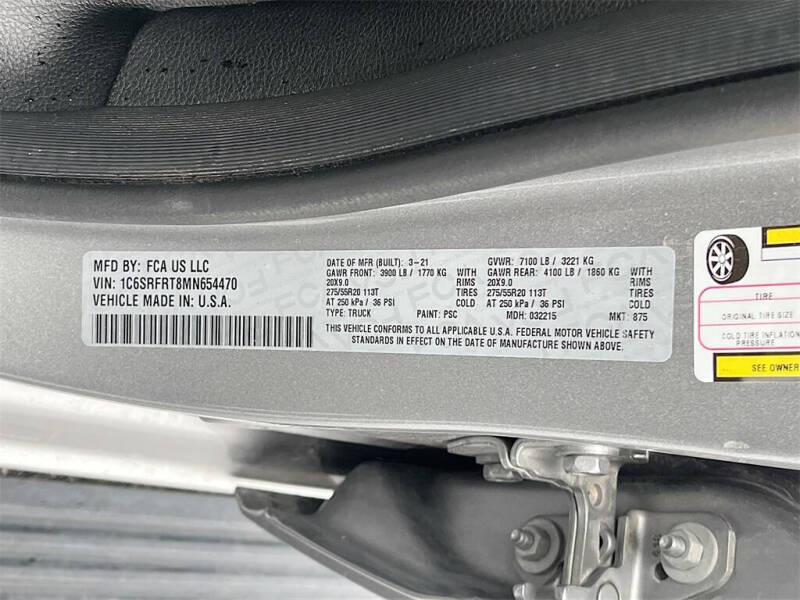 MFD BY: FCA US LLC
VIN: 1C6SRFRT8MN654470
VEHICLE MADE IN: U.S.A.
DATE OF MFR (BUILT): 3-21 GVWR: 7100 LB / 3221 KG
GAWR FRONT: 3900 LB / 1770 KG WITH GAWR REAR: 4100 LB / 1860 KG WITH
20X9.0 RIMS 20X9.0 RIMS
275/55R20 113T TIRES 275/55R20 113T TIRES
AT 250 kPa / 36 PSI COLD AT 250 kPa / 36 PSI COLD
TYPE: TRUCK PAINT: PSC MDH: 032215 MKT: 875
THIS VEHICLE CONFORMS TO ALL APPLICABLE U.S.A. FEDERAL MOTOR VEHICLE SAFETY
STANDARDS IN EFFECT ON THE DATE OF MANUFACTURE SHOWN ABOVE.
TIRE
ORIGINAL TIRE SIZE
COLD TIRE INFLATION
PRESSURE
SEE OWNER